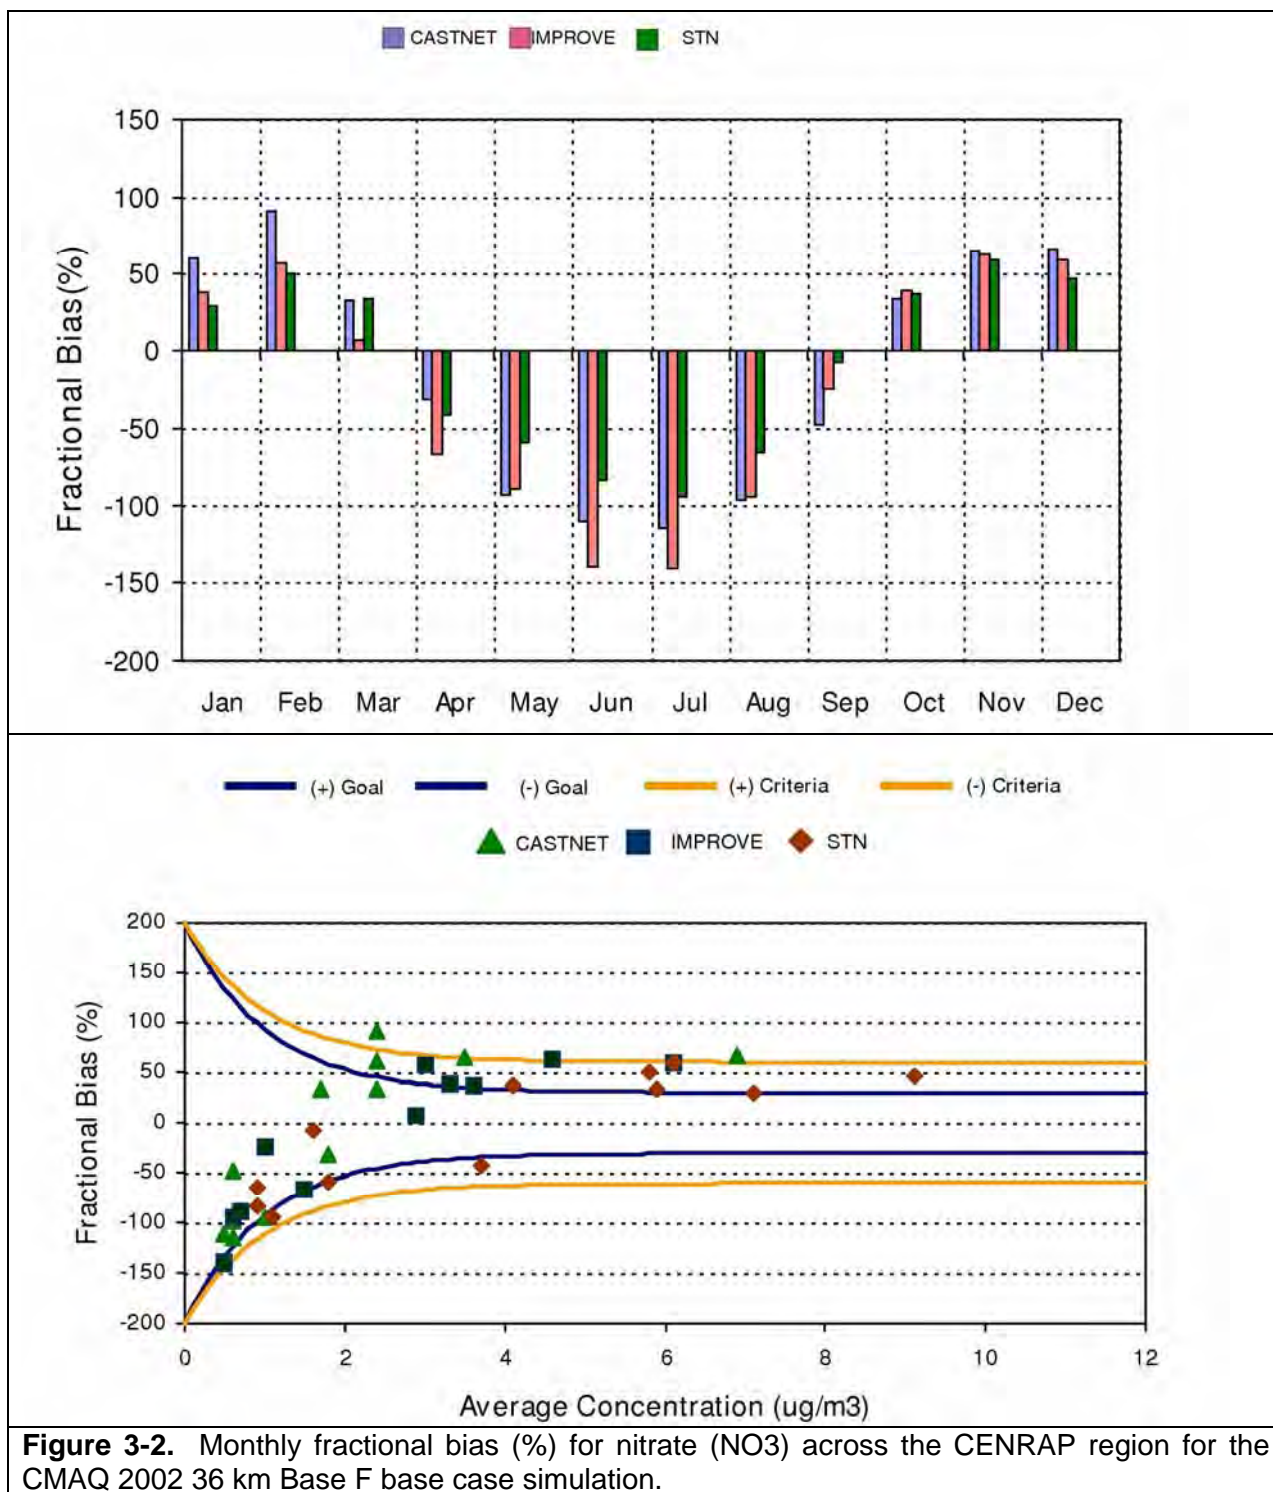 CASTNET IMPROVE STN
150
100
50
0
-50
-100
-150
-200
Fractional Bias (%)
Jan Feb Mar Apr May Jun Jul Aug Sep Oct Nov Dec
(+) Goal (-) Goal (+) Criteria (-) Criteria
CASTNET IMPROVE STN
200
150
100
50
0
-50
-100
-150
-200
Fractional Bias (%)
0 2 4 6 8 10 12
Average Concentration (ug/m3)
Figure 3-2. Monthly fractional bias (%) for nitrate (NO3) across the CENRAP region for the
CMAQ 2002 36 km Base F base case simulation.